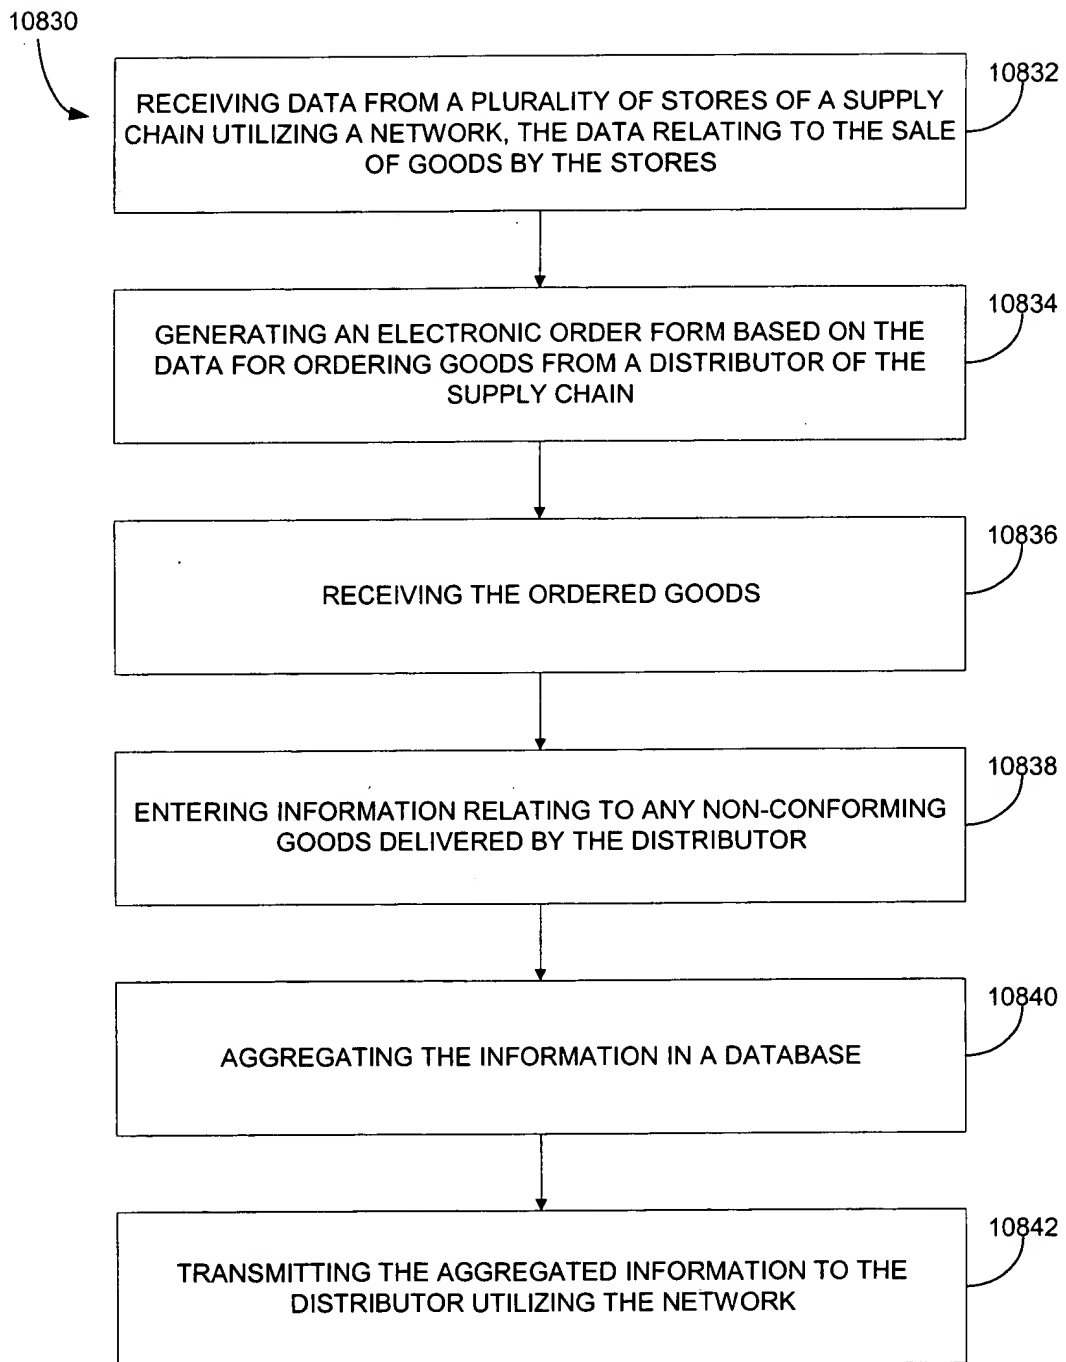 10830
10832
RECEIVING DATA FROM A PLURALITY OF STORES OF A SUPPLY
CHAIN UTILIZING A NETWORK, THE DATA RELATING TO THE SALE
OF GOODS BY THE STORES
10834
GENERATING AN ELECTRONIC ORDER FORM BASED ON THE
DATA FOR ORDERING GOODS FROM A DISTRIBUTOR OF THE
SUPPLY CHAIN
10836
RECEIVING THE ORDERED GOODS
10838
ENTERING INFORMATION RELATING TO ANY NON-CONFORMING
GOODS DELIVERED BY THE DISTRIBUTOR
10840
AGGREGATING THE INFORMATION IN A DATABASE
10842
TRANSMITTING THE AGGREGATED INFORMATION TO THE
DISTRIBUTOR UTILIZING THE NETWORK